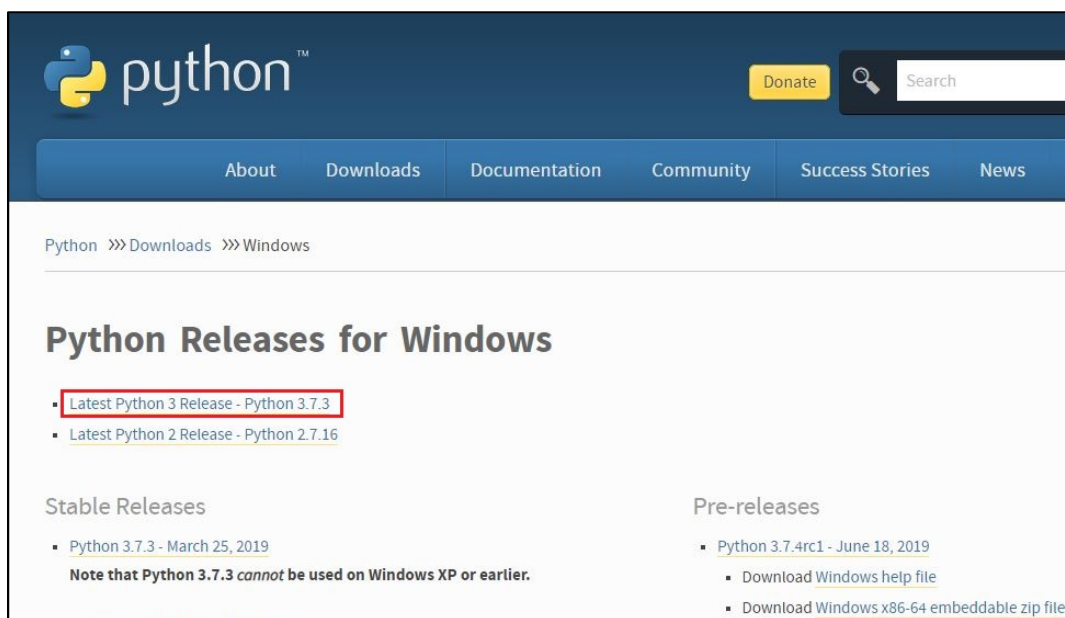 python™
Donate
Search
About Downloads Documentation Community Success Stories News
Python >>> Downloads >>> Windows
Python Releases for Windows
Latest Python 3 Release - Python 3.7.3
Latest Python 2 Release - Python 2.7.16
Stable Releases
Python 3.7.3 - March 25, 2019
Note that Python 3.7.3 cannot be used on Windows XP or earlier.
Pre-releases
Python 3.7.4rc1 - June 18, 2019
Download Windows help file
Download Windows x86-64 embeddable zip file